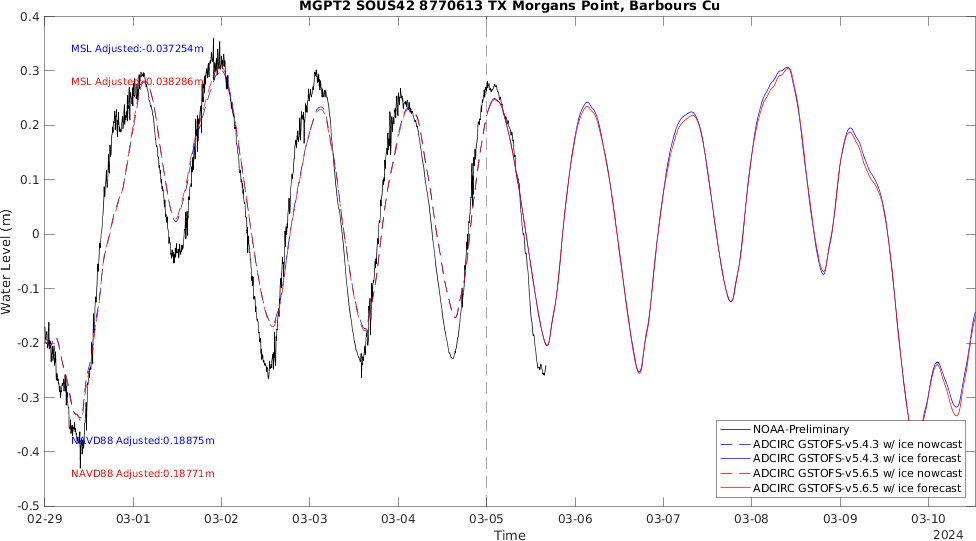 MGPT2 SOUS42 8770613 TX Morgans Point, Barbours Cu
0.4
MSL Adjusted:-0.037254m
0.3
MSL Adjusted:-0.038286m
0.2
0.1
0
-0.1
-0.2
-0.3
-0.4
-0.5
Water Level (m)
NAVD88 Adjusted:0.18875m
NAVD88 Adjusted:0.18771m
NOAA-Preliminary
ADCIRC GSTOFS-v5.4.3 w/ ice nowcast
ADCIRC GSTOFS-v5.4.3 w/ ice forecast
ADCIRC GSTOFS-v5.6.5 w/ ice nowcast
ADCIRC GSTOFS-v5.6.5 w/ ice forecast
02-29 03-01 03-02 03-03 03-04 03-05 03-06 03-07 03-08 03-09 03-10
Time
2024